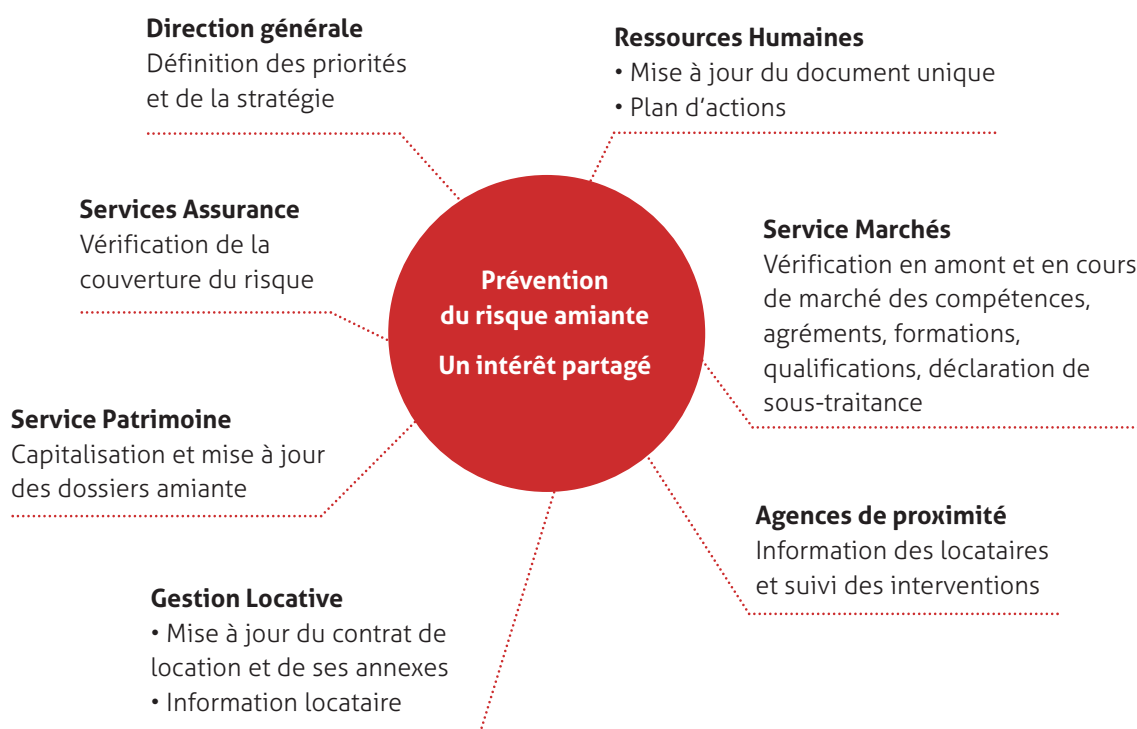 Direction générale
Définition des priorités
et de la stratégie
Ressources Humaines
• Mise à jour du document unique
• Plan d’actions
Services Assurance
Vérification de la
couverture du risque
Prévention
du risque amiante
Un intérêt partagé
Service Marchés
Vérification en amont et en cours
de marché des compétences,
agréments, formations,
qualifications, déclaration de
sous-traitance
Service Patrimoine
Capitalisation et mise à jour
des dossiers amiante
Agences de proximité
Information des locataires
et suivi des interventions
Gestion Locative
• Mise à jour du contrat de
location et de ses annexes
• Information locataire